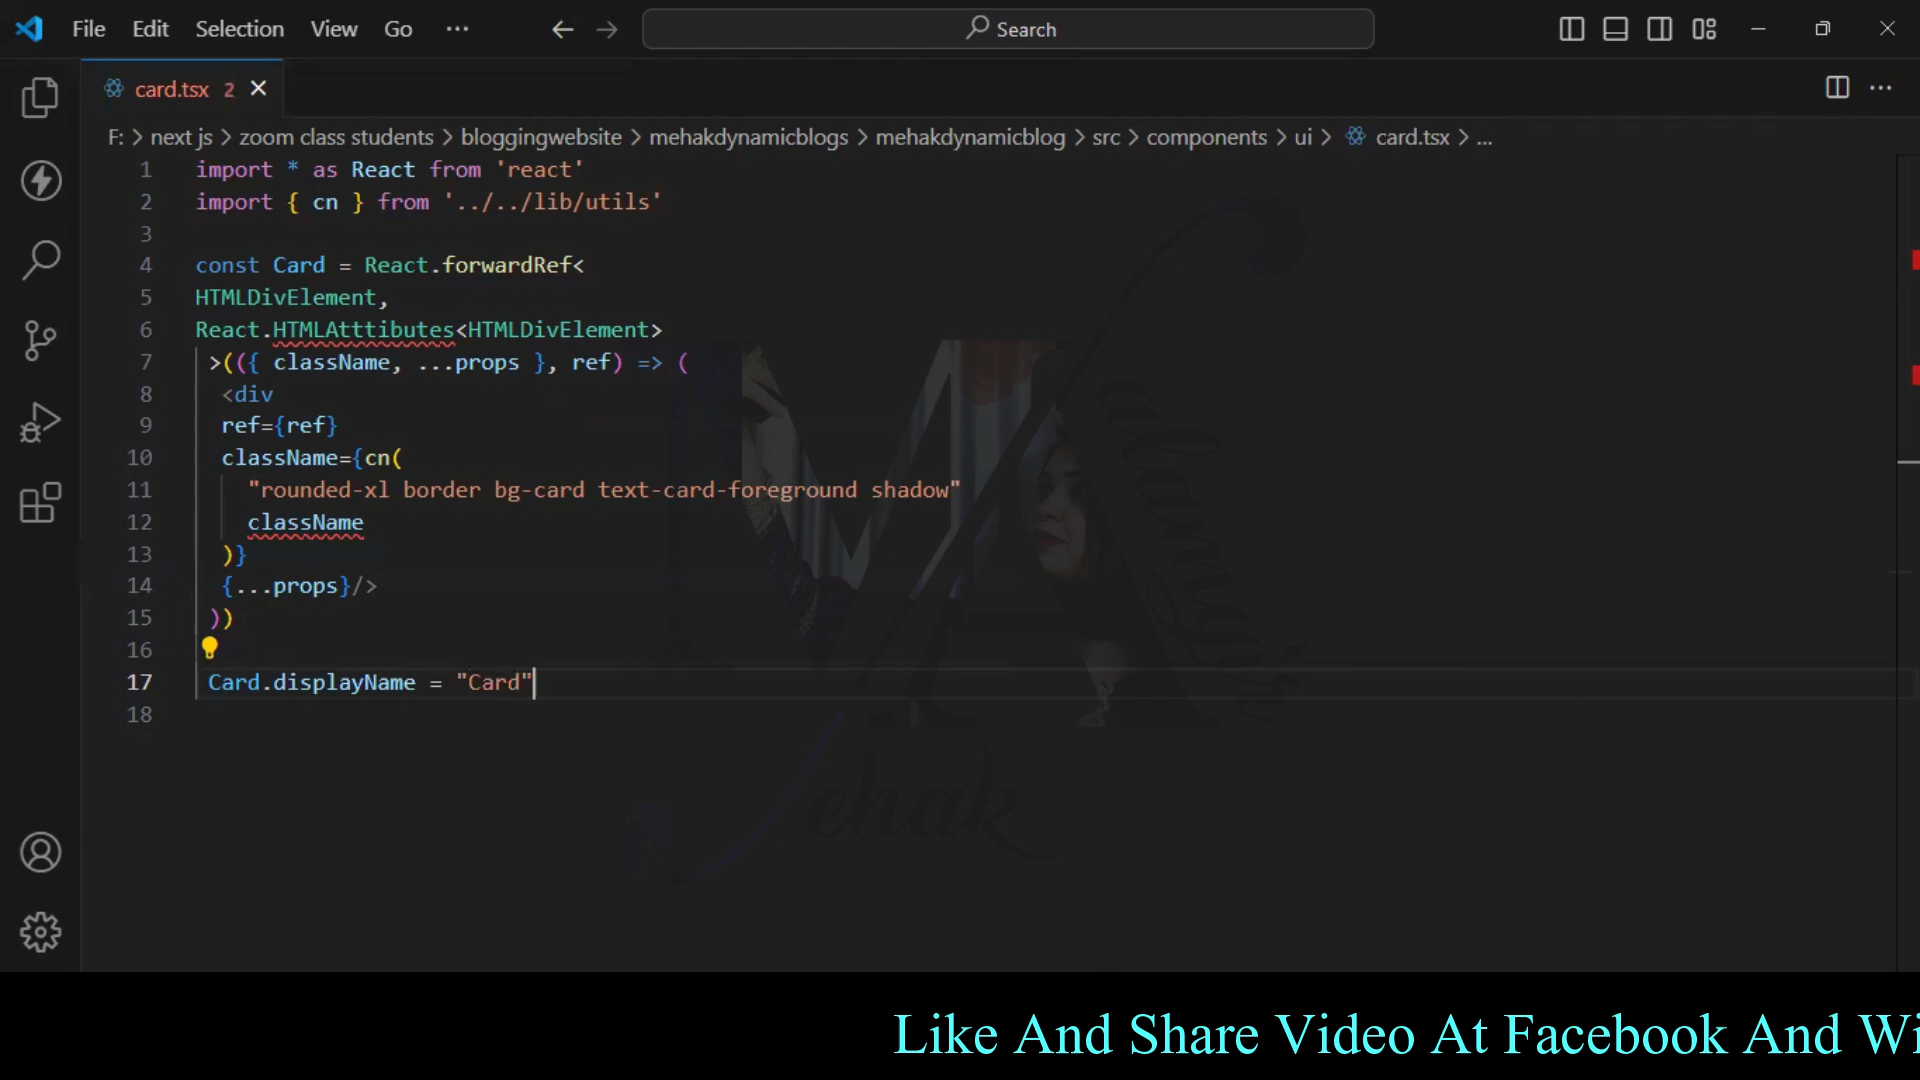 File Edit Selection View Go ... Search
card.tsx 2
F: > next js > zoom class students > bloggingwebsite > mehakdynamicblogs > mehakdynamicblog > src > components > ui > card.tsx > ...
1 import * as React from 'react'
2 import { cn } from '../../lib/utils'
3
4 const Card = React.forwardRef<
5 HTMLDivElement,
6 React.HTMLAtttibutes<HTMLDivElement>
7 >(({ className, ...props }, ref) => (
8 <div
9 ref={ref}
10 className={cn(
11 "rounded-xl border bg-card text-card-foreground shadow"
12 className
13 )}
14 {...props}/>
15 ))
16
17 Card.displayName = "Card"
18
MA
alamgir
ehak
Like And Share Video At Facebook And Wi